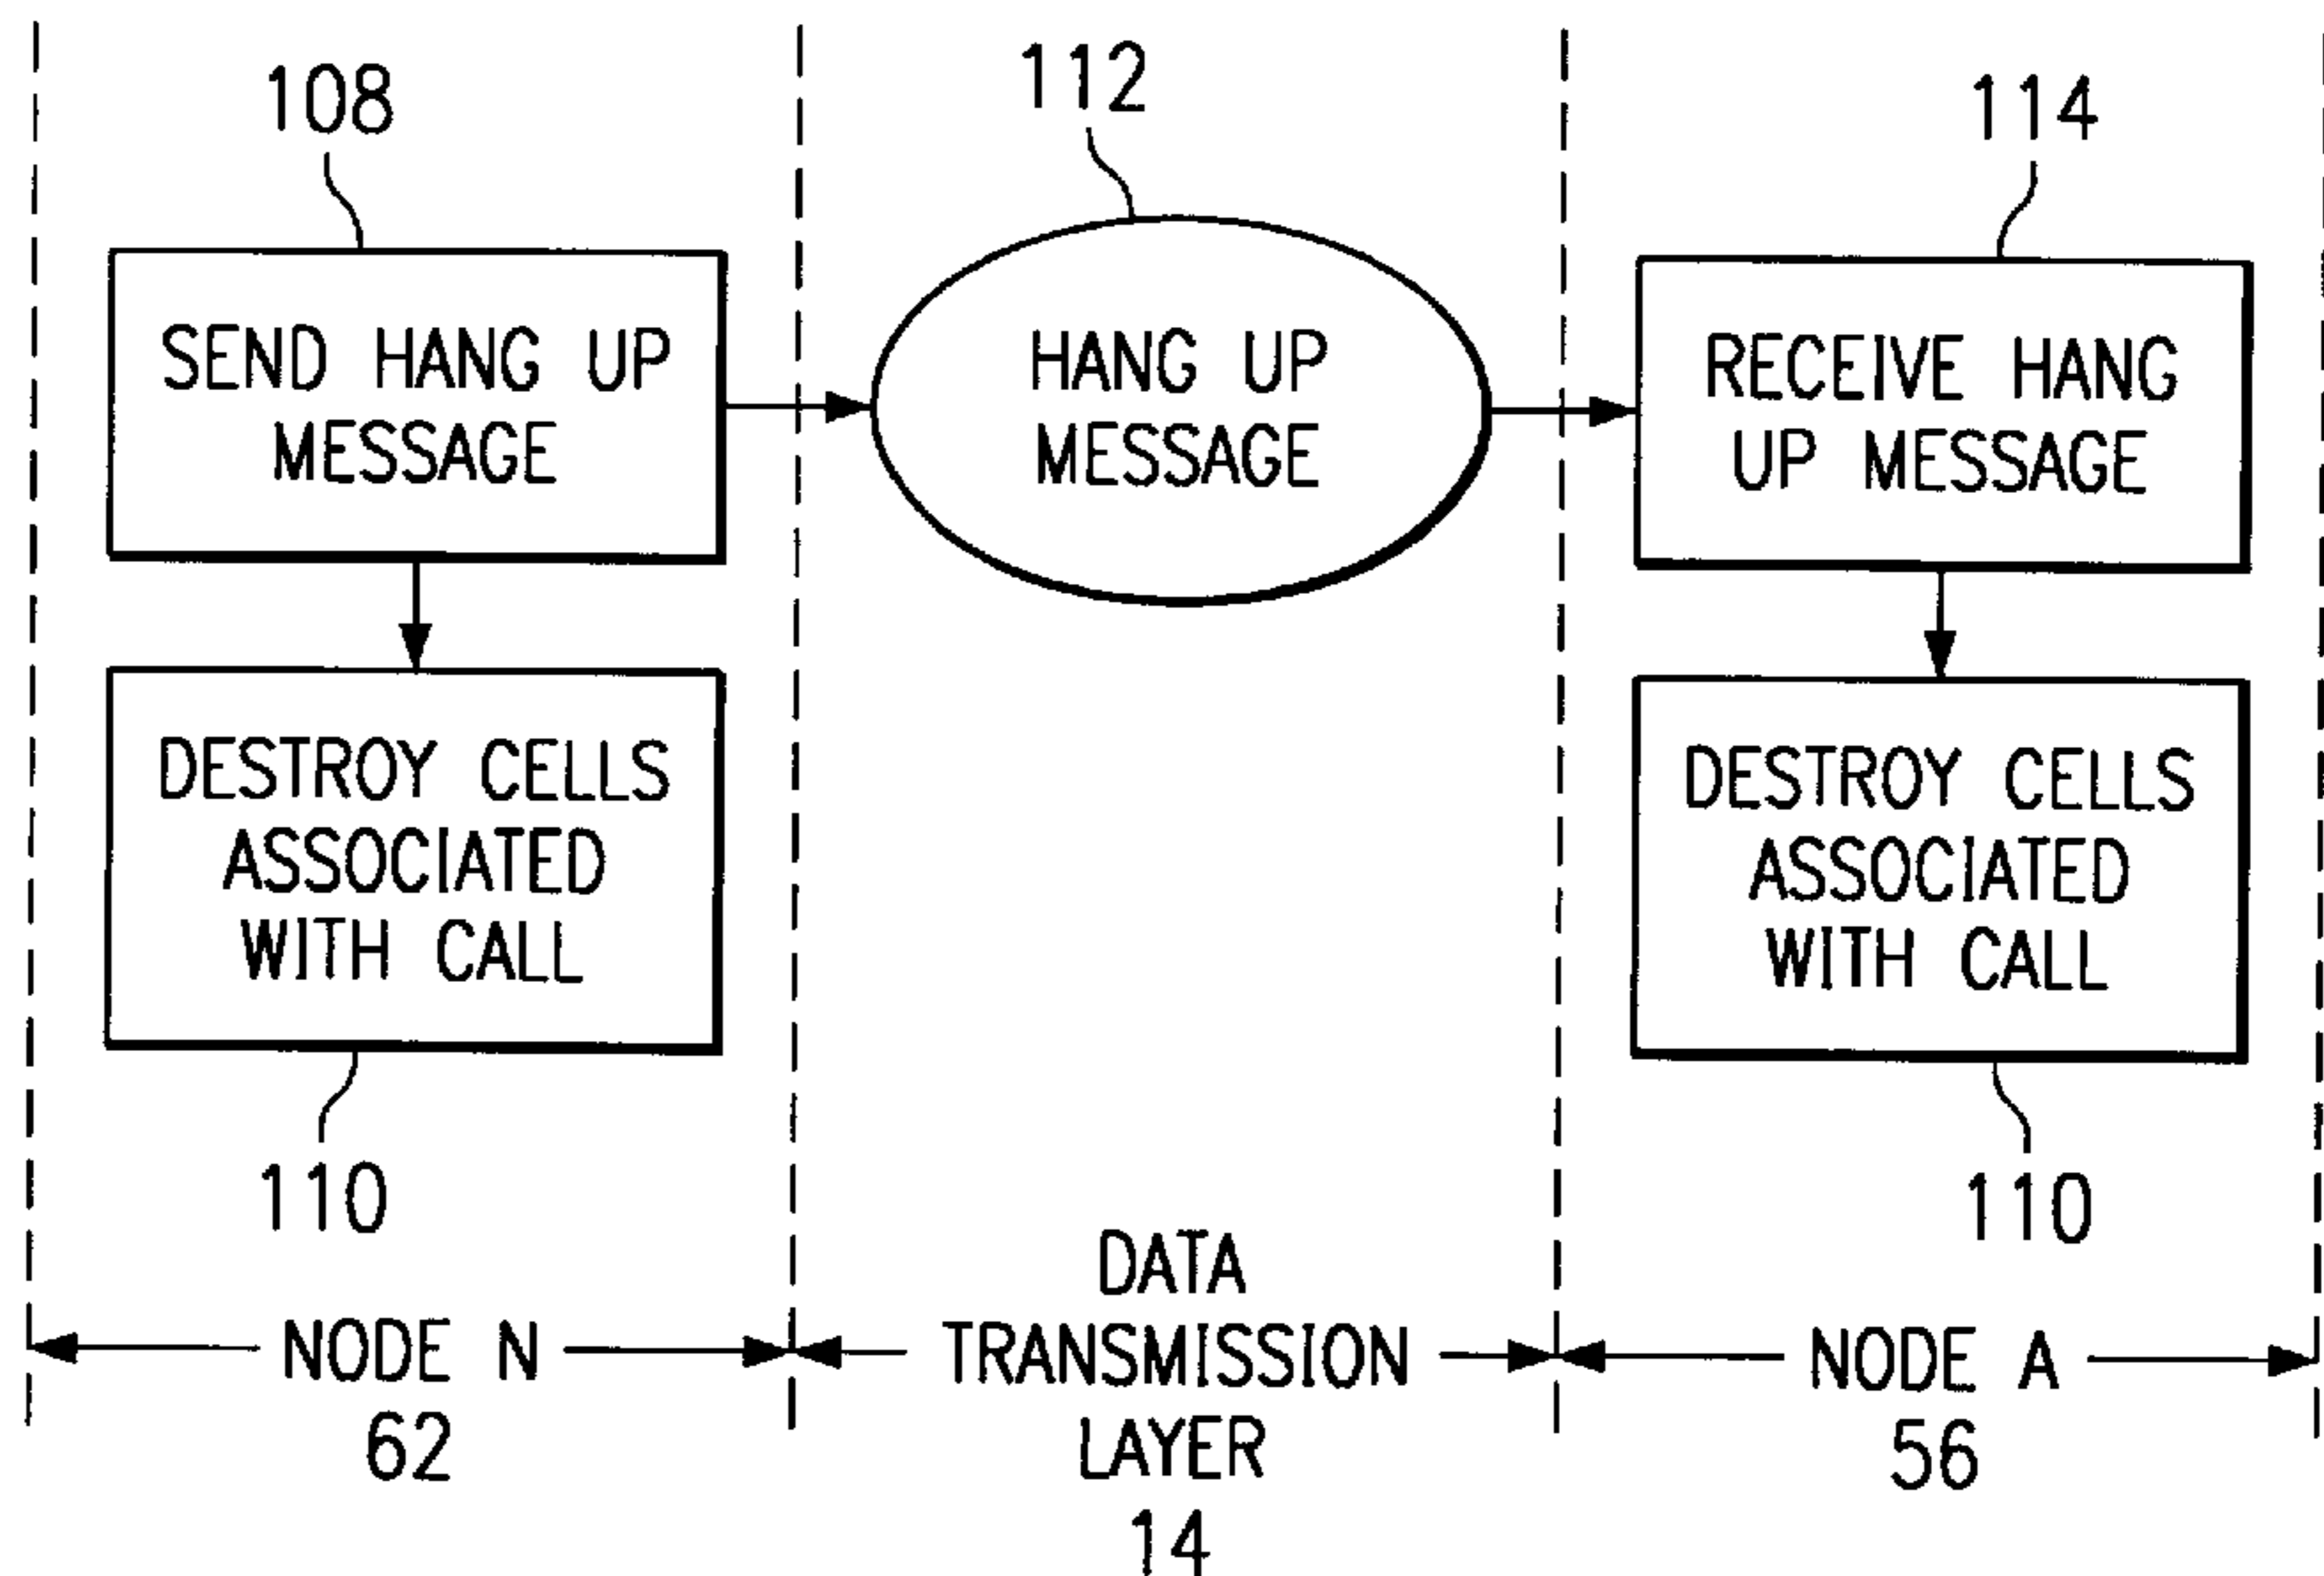 108
SEND HANG UP
MESSAGE
DESTROY CELLS
ASSOCIATED
WITH CALL
110
NODE N
62
112
HANG UP
MESSAGE
DATA
TRANSMISSION
LAYER
14
114
RECEIVE HANG
UP MESSAGE
DESTROY CELLS
ASSOCIATED
WITH CALL
110
NODE A
56